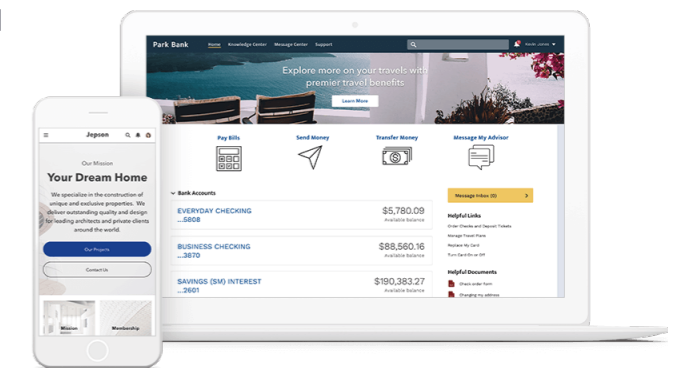 Park Bank
Home Knowledge Center Message Center Support
Kevin Jones
Explore more on your travels with
premier travel benefits
Learn More
Pay Bills
Send Money
Transfer Money
Message My Advisor
Bank Accounts
EVERYDAY CHECKING
...5808
$5,780.09
Available balance
BUSINESS CHECKING
...3870
$88,560.16
Available balance
SAVINGS (SM) INTEREST
...2601
$190,383.27
Available balance
Message Inbox (5)
Helpful Links
Order Checks and Deposit Tickets
Manage Travel Plans
Replace My Card
Turn Card On or Off
Helpful Documents
Check order form
Changing my address
Jepson
Our Mission
Your Dream Home
We specialize in the construction of
unique and exclusive properties. We
deliver outstanding quality and design
for leading architects and private clients
around the world.
Our Projects
Contact Us
Mission
Membership